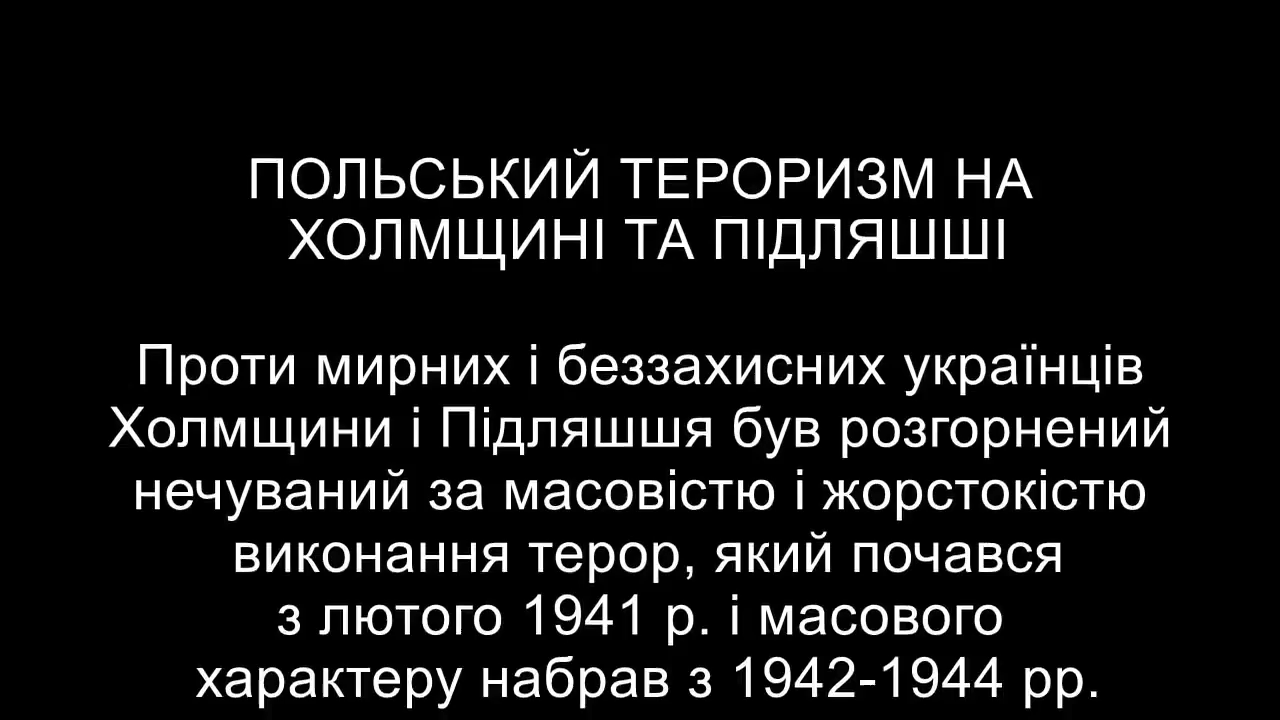 ПОЛЬСЬКИЙ ТЕРОРИЗМ НА
ХОЛМЩИНІ ТА ПІДЛЯШШІ
Проти мирних і беззахисних українців
Холмщини і Підляшшя був розгорнений
нечуваний за масовістю і жорстокістю
виконання терор, який почався
з лютого 1941 р. і масового
характеру набрав з 1942-1944 рр.